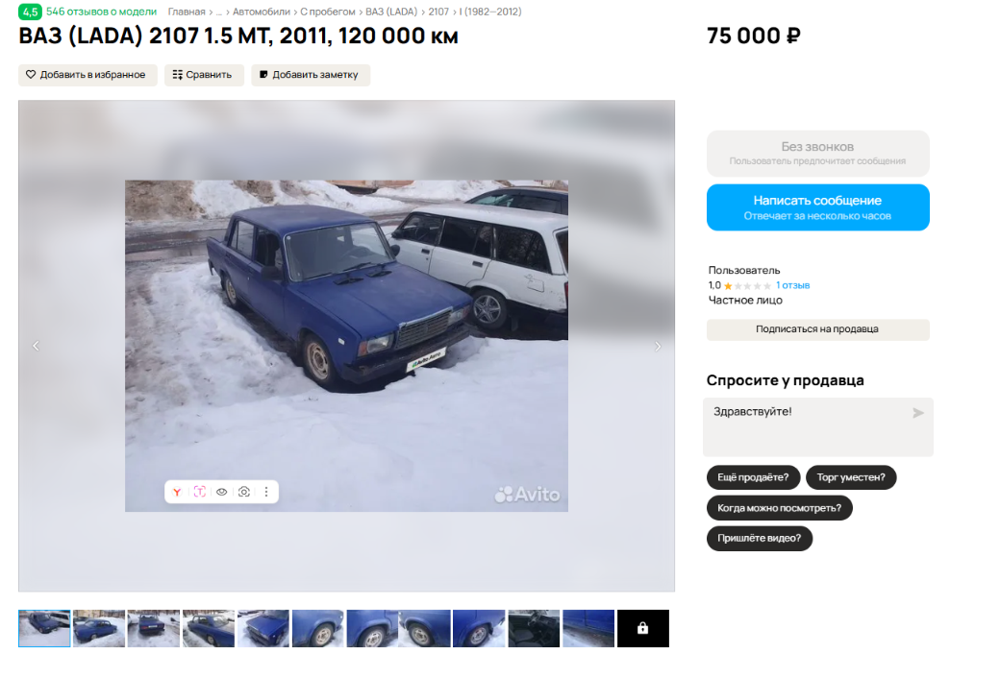 4,5 546 отзывов о модели Главная › ... › Автомобили › С пробегом › ВАЗ (LADA) › 2107 › I (1982—2012)
ВАЗ (LADA) 2107 1.5 MT, 2011, 120 000 км
75 000 ₽
Добавить в избранное
Сравнить
Добавить заметку
Без звонков
Пользователь предпочитает сообщения
Написать сообщение
Отвечает за несколько часов
Пользователь
1,0 1 отзыв
Частное лицо
Подписаться на продавца
Спросите у продавца
Здравствуйте!
Ещё продаёте?
Торг уместен?
Когда можно посмотреть?
Пришлёте видео?
Avito Авто
Avito